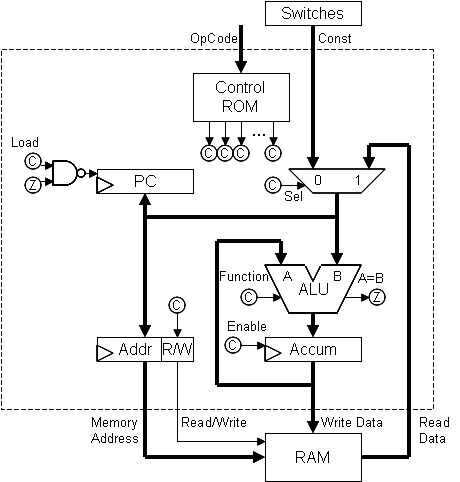 Switches
OpCode
Const
Control
ROM
C C C ... C
Load
C
Z
PC
C
Sel
0 1
A B
Function
ALU
A=B
C
Z
C
Enable
C
Addr R/W
Accum
Memory
Address
Read/Write
Write Data
Read
Data
RAM